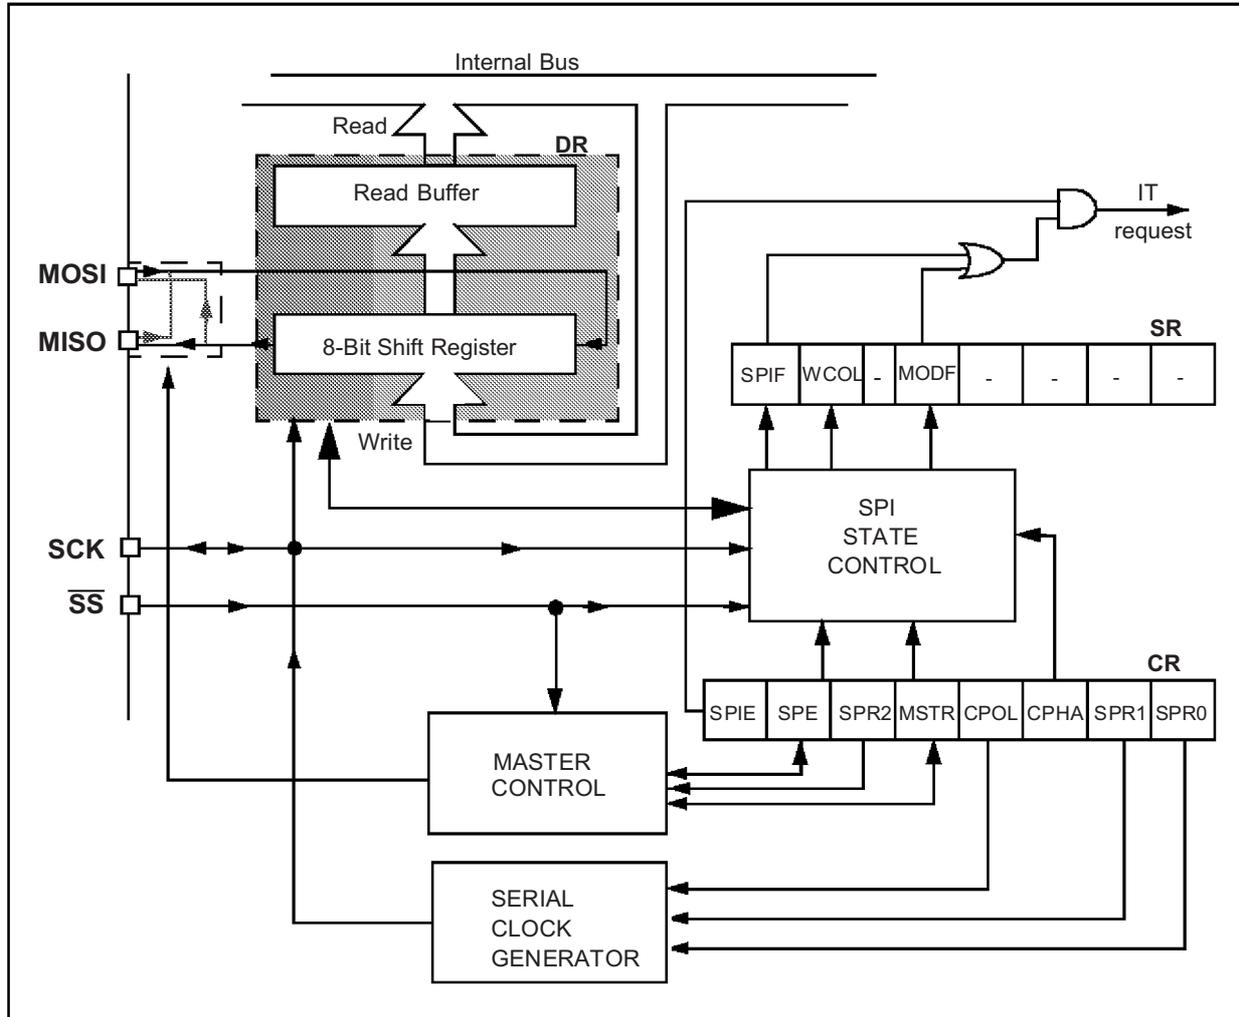 Internal Bus
Read
DR
Read Buffer
IT
request
MOSI
MISO
8-Bit Shift Register
SR
SPIF WCOL - MODF - - - -
Write
SPI
STATE
CONTROL
SCK
SS
CR
SPIE SPE SPR2 MSTR CPOL CPHA SPR1 SPR0
MASTER
CONTROL
SERIAL
CLOCK
GENERATOR